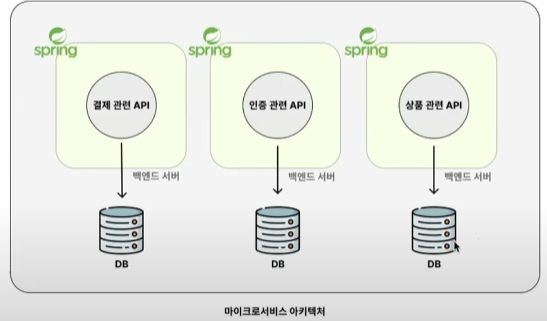 spring
spring
spring
결제 관련 API
인증 관련 API
상품 관련 API
백엔드 서버
백엔드 서버
백엔드 서버
DB
DB
DB
마이크로서비스 아키텍처